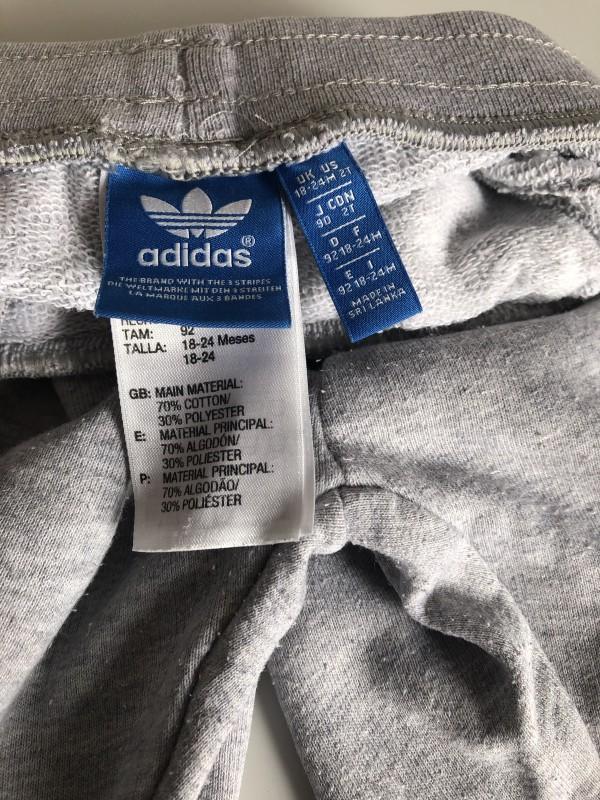 adidas®
THE BRAND WITH THE 3 STRIPES
DIE WELTMARKE MIT DEN 3 STREIFEN
LA MARQUE AUX 3 BANDES
UK US
18-24M 2T
J CDN
90 2T
D F
92 18-24M
E I
92 18-24M
MADE IN
SRI LANKA
TAM: 92
TALLA: 18-24 Meses
18-24
GB: MAIN MATERIAL:
70% COTTON/
30% POLYESTER
E: MATERIAL PRINCIPAL:
70% ALGODÓN/
30% POLIESTER
P: MATERIAL PRINCIPAL:
70% ALGODÃO/
30% POLIÉSTER